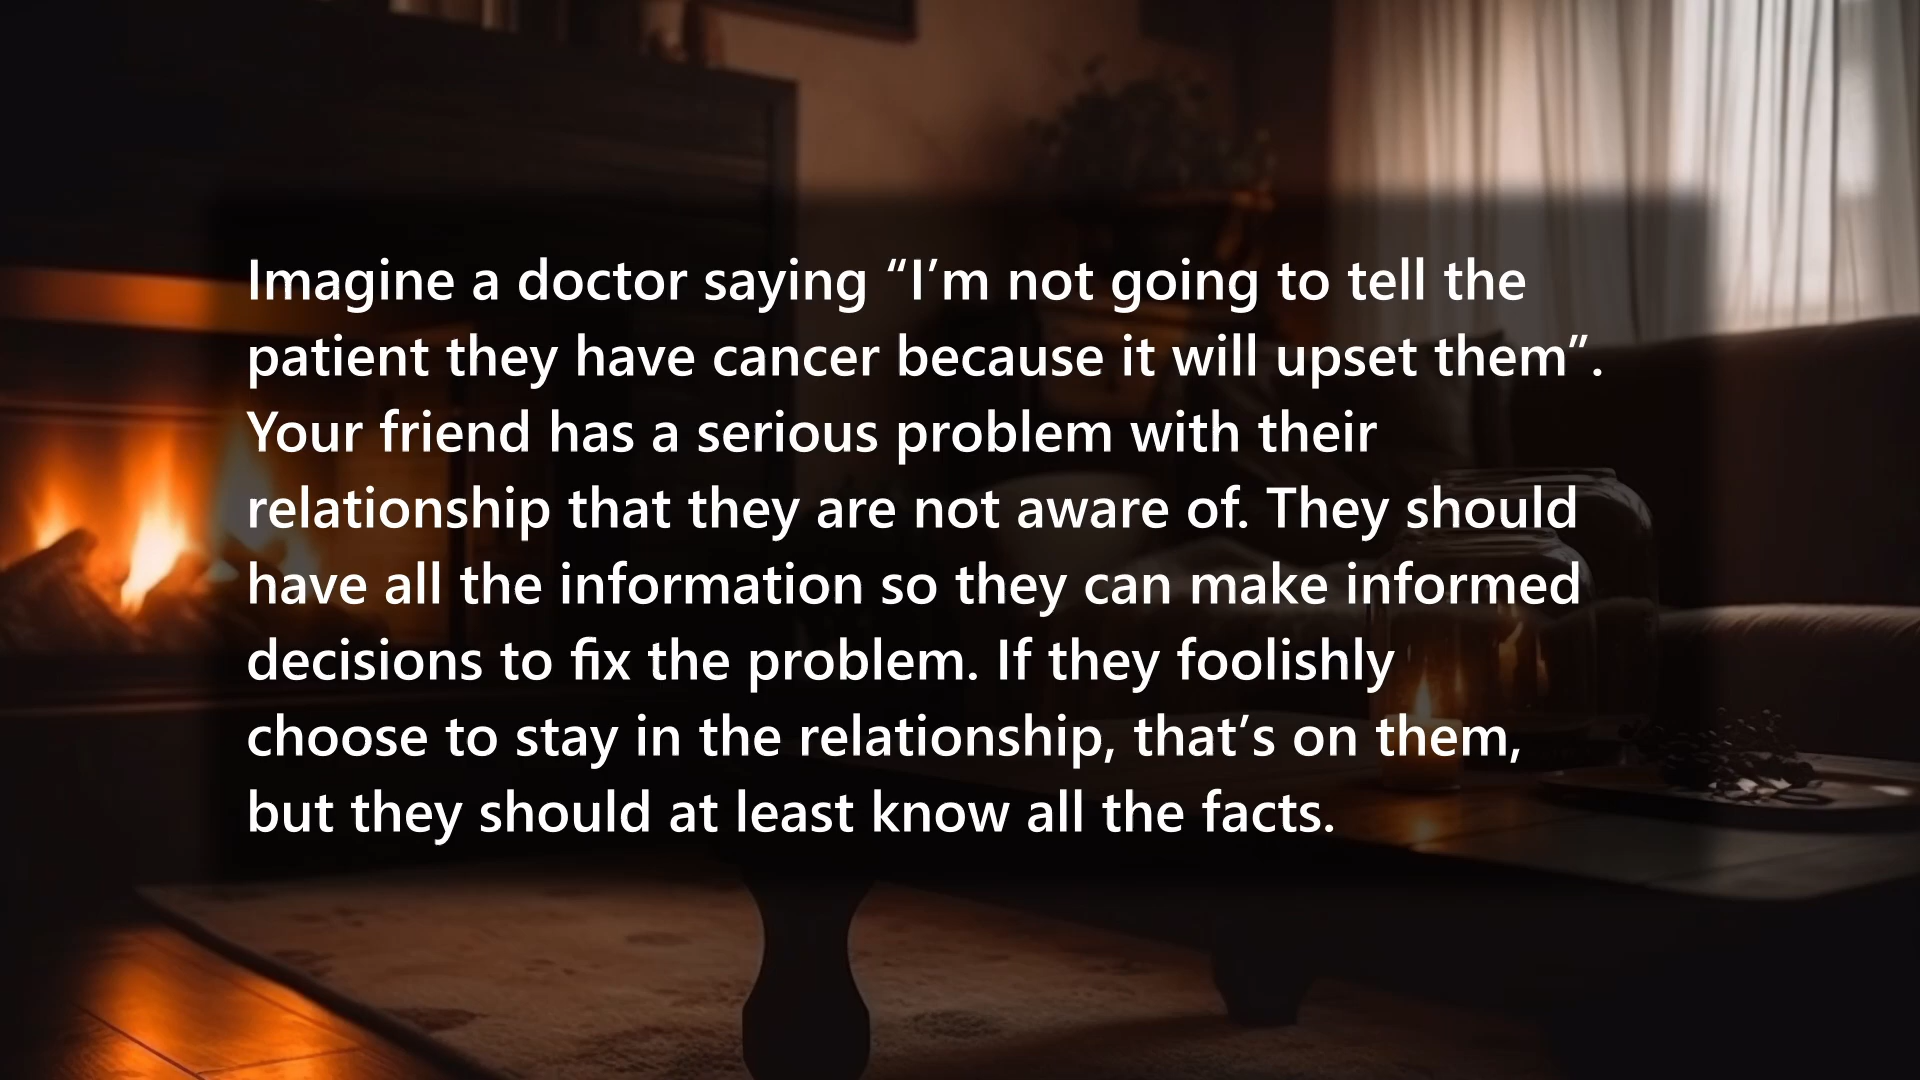 Imagine a doctor saying “I’m not going to tell the
patient they have cancer because it will upset them”.
Your friend has a serious problem with their
relationship that they are not aware of. They should
have all the information so they can make informed
decisions to fix the problem. If they foolishly
choose to stay in the relationship, that’s on them,
but they should at least know all the facts.